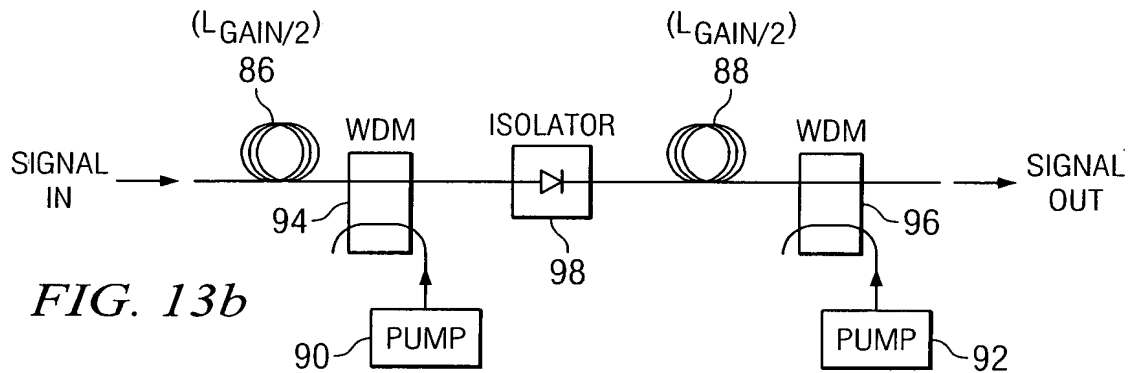 (LGAIN/2)
86
(LGAIN/2)
88
WDM
ISOLATOR
WDM
SIGNAL
IN
SIGNAL
OUT
94
98
96
FIG. 13b
90
PUMP
PUMP
92